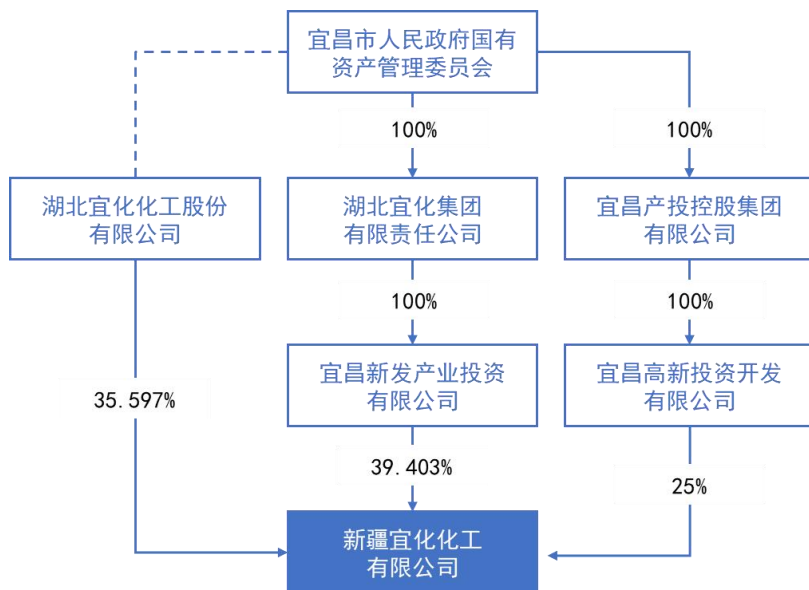 宜昌市人民政府国有
资产管理委员会
100%
100%
湖北宜化化工股份
有限公司
湖北宜化集团
有限责任公司
宜昌产投控股集团
有限公司
100%
100%
宜昌新发产业投资
有限公司
宜昌高新投资开发
有限公司
35.597%
39.403%
25%
新疆宜化化工
有限公司